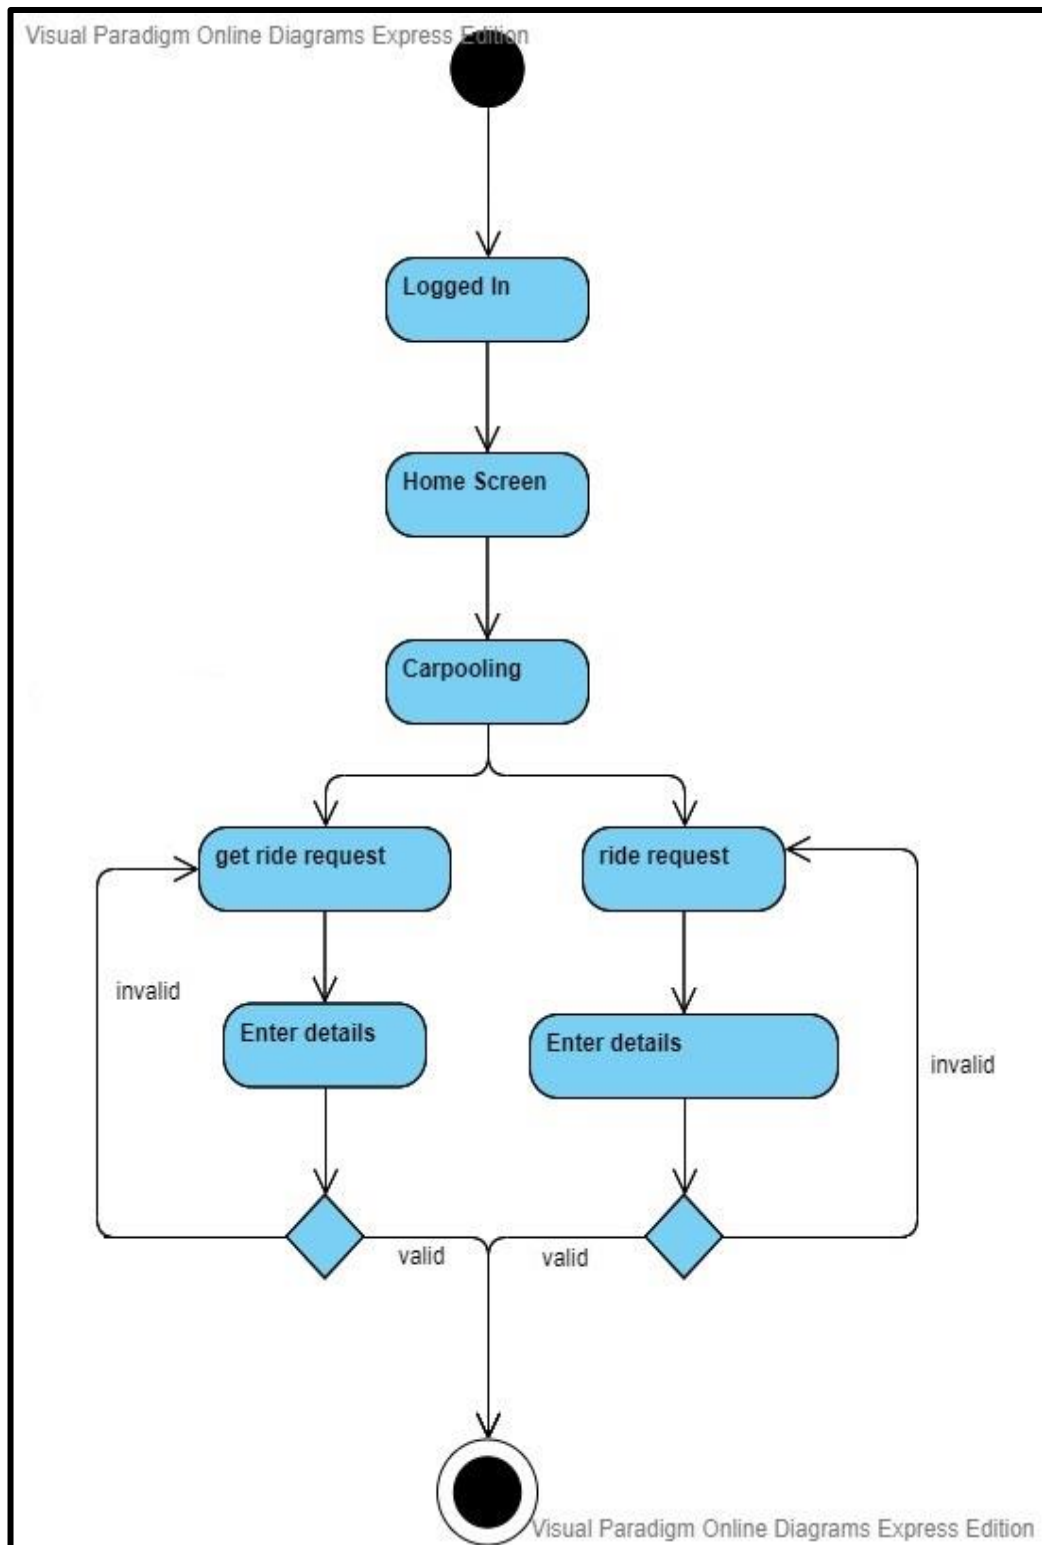 Visual Paradigm Online Diagrams Express Edition
Logged In
Home Screen
Carpooling
get ride request
ride request
invalid
Enter details
Enter details
invalid
valid
valid
Visual Paradigm Online Diagrams Express Edition